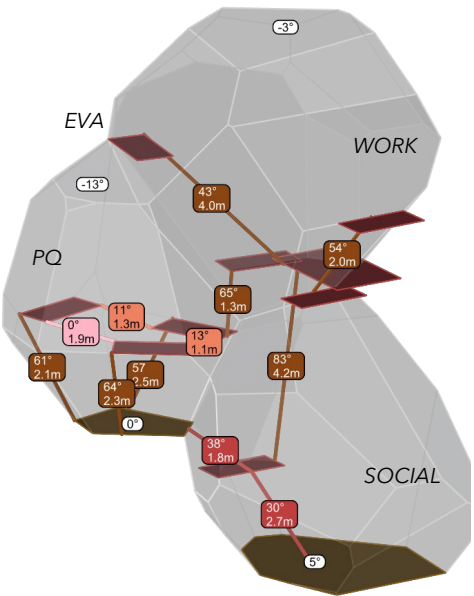 -3°
EVA
WORK
-13°
43°
4.0m
54°
2.0m
PQ
65°
1.3m
11°
1.3m
0°
1.9m
13°
1.1m
61°
2.1m
83°
4.2m
57
2.5m
64°
2.3m
0°
38°
1.8m
SOCIAL
30°
2.7m
5°